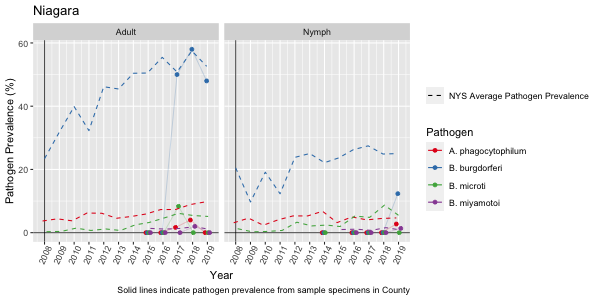 Niagara
Adult
Nymph
Pathogen Prevalence (%)
60
40
20
0
2008
2009
2010
2011
2012
2013
2014
2015
2016
2017
2018
2019
2008
2009
2010
2011
2012
2013
2014
2015
2016
2017
2018
2019
Year
Solid lines indicate pathogen prevalence from sample specimens in County
NYS Average Pathogen Prevalence
Pathogen
A. phagocytophilum
B. burgdorferi
B. microti
B. miyamotoi